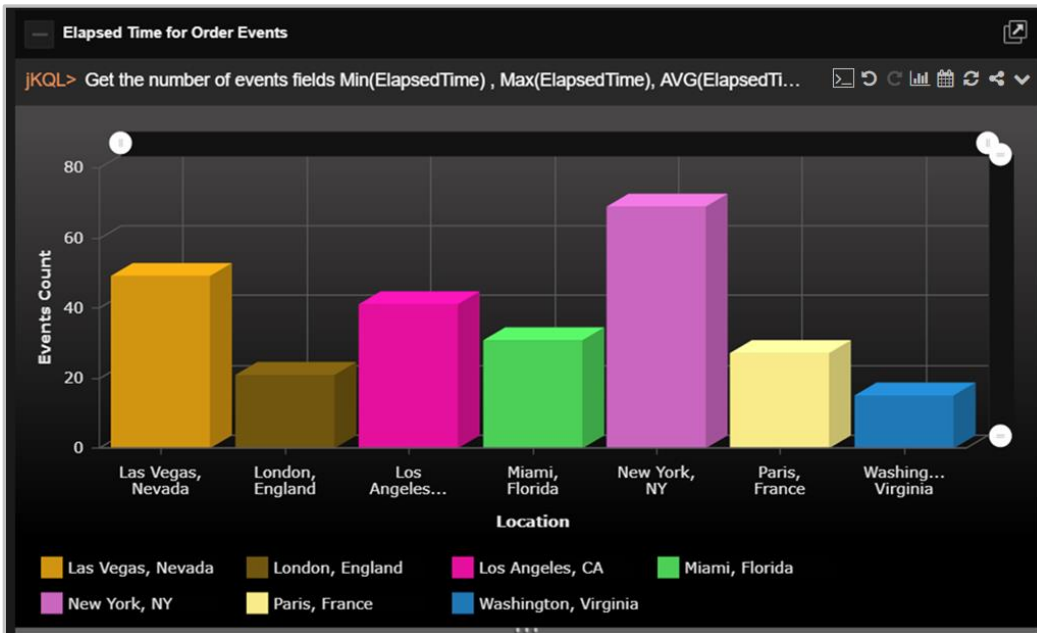 Elapsed Time for Order Events
jKQL> Get the number of events fields Min(ElapsedTime) , Max(ElapsedTime), AVG(ElapsedTi...
80
60
40
20
0
Events Count
Las Vegas, Nevada
London, England
Los Angeles...
Miami, Florida
New York, NY
Paris, France
Washing... Virginia
Location
Las Vegas, Nevada
London, England
Los Angeles, CA
Miami, Florida
New York, NY
Paris, France
Washington, Virginia